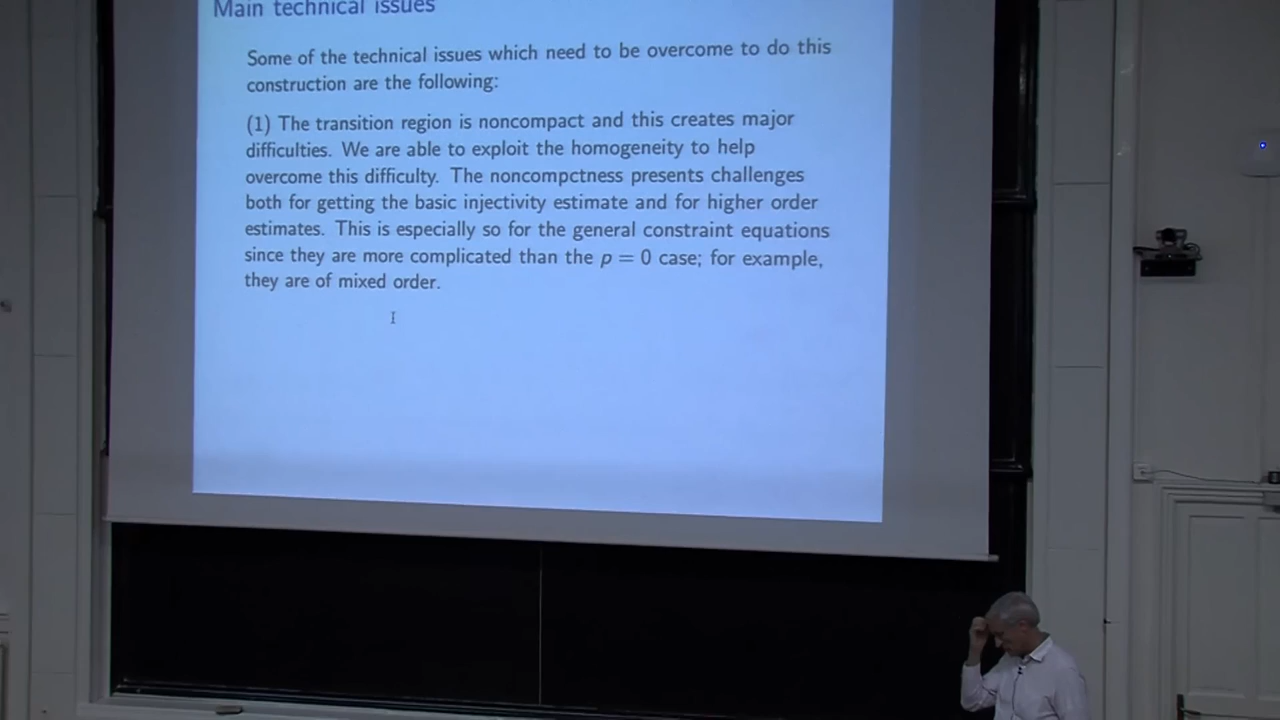 Main technical issues
Some of the technical issues which need to be overcome to do this
construction are the following:
(1) The transition region is noncompact and this creates major
difficulties. We are able to exploit the homogeneity to help
overcome this difficulty. The noncompctness presents challenges
both for getting the basic injectivity estimate and for higher order
estimates. This is especially so for the general constraint equations
since they are more complicated than the p = 0 case; for example,
they are of mixed order.